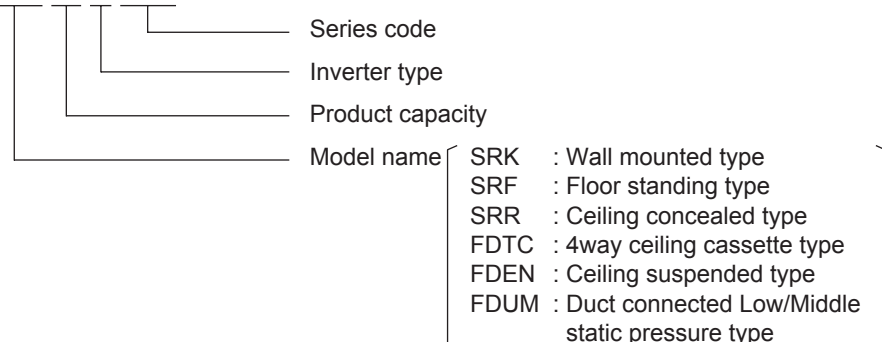 Series code
Inverter type
Product capacity
Model name SRK : Wall mounted type
SRF : Floor standing type
SRR : Ceiling concealed type
FDTC : 4way ceiling cassette type
FDEN : Ceiling suspended type
FDUM : Duct connected Low/Middle
static pressure type